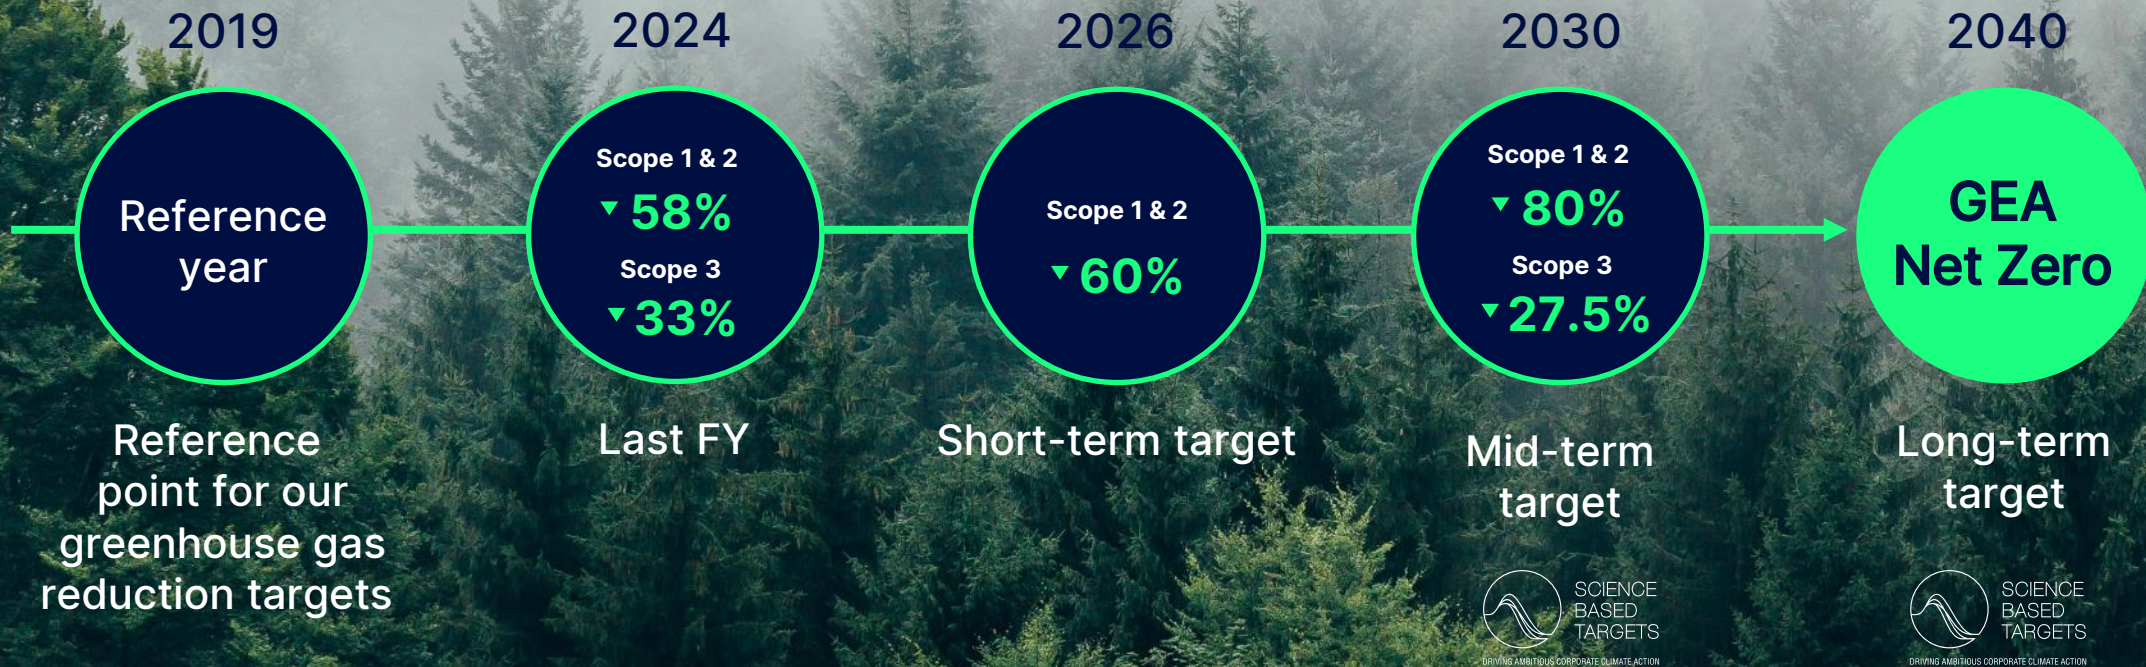 2019
Reference
year
Reference
point for our
greenhouse gas
reduction targets
2024
Scope 1 & 2
▼ 58%
Scope 3
▼ 33%
Last FY
2026
Scope 1 & 2
▼ 60%
Short-term target
2030
Scope 1 & 2
▼ 80%
Scope 3
▼ 27.5%
Mid-term
target
SCIENCE
BASED
TARGETS
DRIVING AMBITIOUS CORPORATE CLIMATE ACTION
2040
GEA
Net Zero
Long-term
target
SCIENCE
BASED
TARGETS
DRIVING AMBITIOUS CORPORATE CLIMATE ACTION